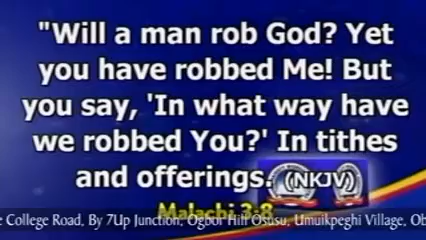 "Will a man rob God? Yet
you have robbed Me! But
you say, 'In what way have
we robbed You?' In tithes
and offerings. (NKJV)
Malachi 3:8
e College Road, By 7Up Junction, Ogbor Hill Osusu, Umuikpeghi Village, Ob